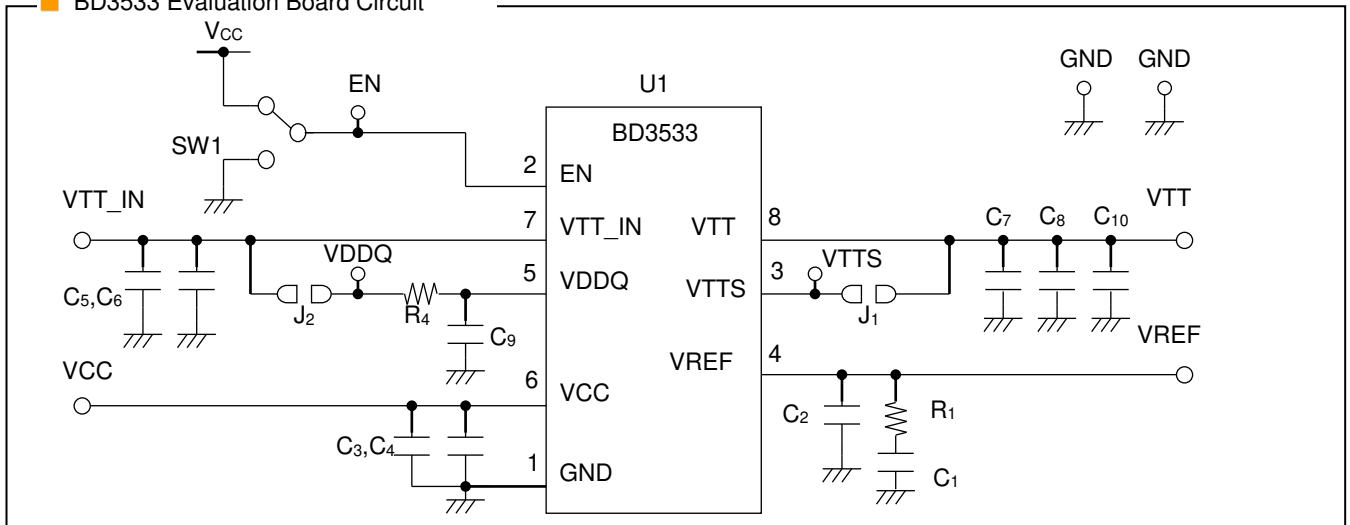 BD3533 Evaluation Board Circuit
VCC
GND GND
U1
EN
BD3533
SW1
2 EN
VTT_IN
7 VTT_IN VTT 8
C7 C8 C10 VTT
VDDQ
5 VDDQ
VTTS
3 VTTS
C5,C6
J2 R4
J1
C9
VREF
VREF 4
VCC
6 VCC
C2 R1
C3,C4
1 GND
C1